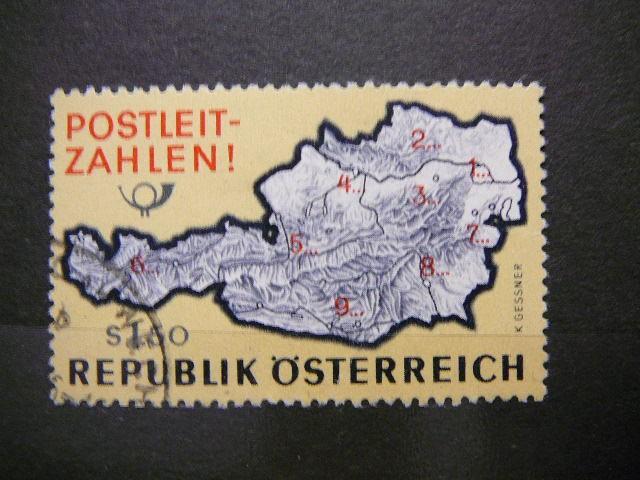 POSTLEIT-
ZAHLEN!
2...
1...
4...
3...
7...
5...
6...
8...
9...
S1.50
REPUBLIK ÖSTERREICH
K GESSNER